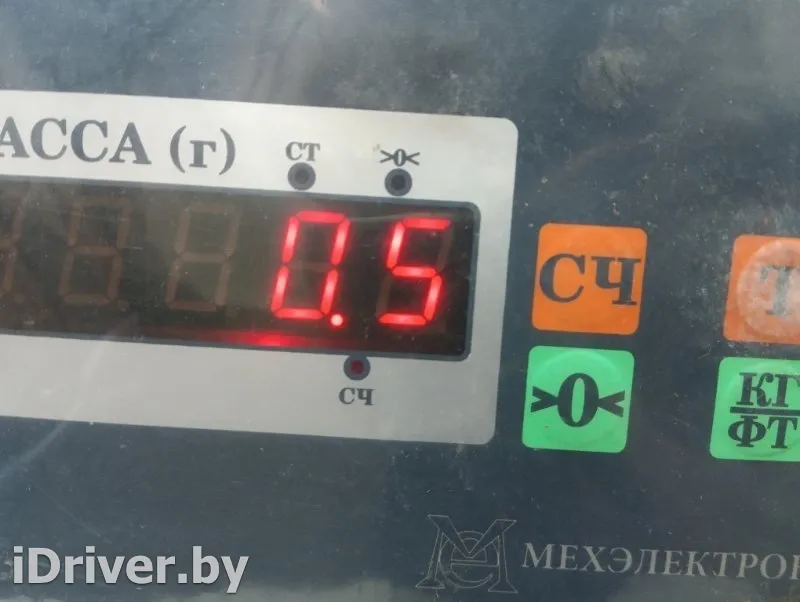 АССА (г)
СТ
>0<
0.5
СЧ
СЧ
Т
>0<
КГ
ФТ
МЕХЭЛЕКТРОН
iDriver.by